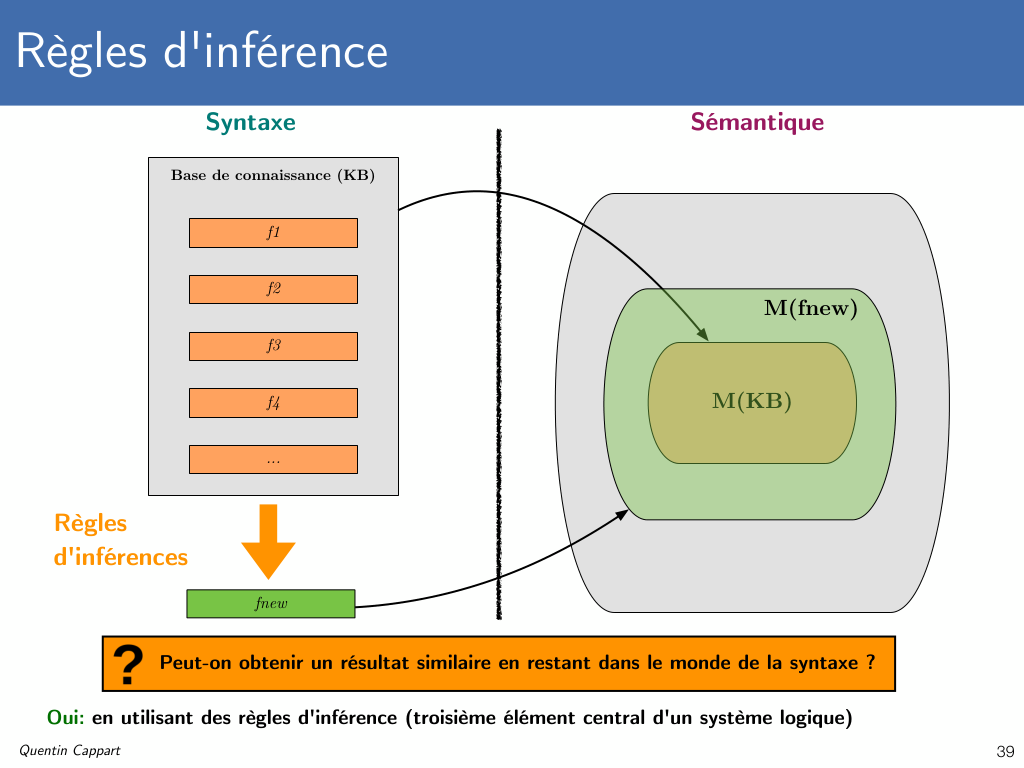 Règles d'inférence
Syntaxe
Sémantique
Base de connaissance (KB)
f1
f2
f3
f4
...
M(fnew)
M(KB)
Règles
d'inférences
fnew
? Peut-on obtenir un résultat similaire en restant dans le monde de la syntaxe ?
Oui: en utilisant des règles d'inférence (troisième élément central d'un système logique)
Quentin Cappart
39